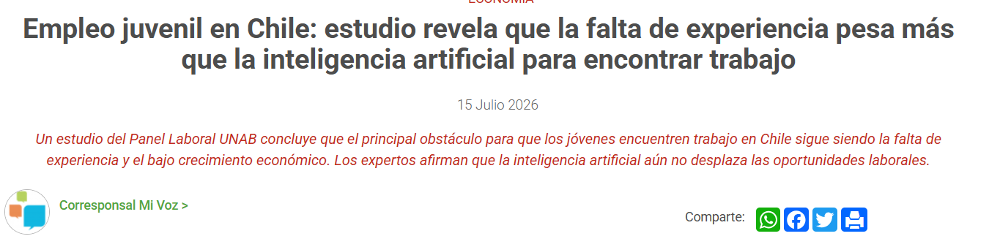 ECONOMÍA
Empleo juvenil en Chile: estudio revela que la falta de experiencia pesa más
que la inteligencia artificial para encontrar trabajo
15 Julio 2026
Un estudio del Panel Laboral UNAB concluye que el principal obstáculo para que los jóvenes encuentren trabajo en Chile sigue siendo la falta de
experiencia y el bajo crecimiento económico. Los expertos afirman que la inteligencia artificial aún no desplaza las oportunidades laborales.
Corresponsal Mi Voz >
Comparte: